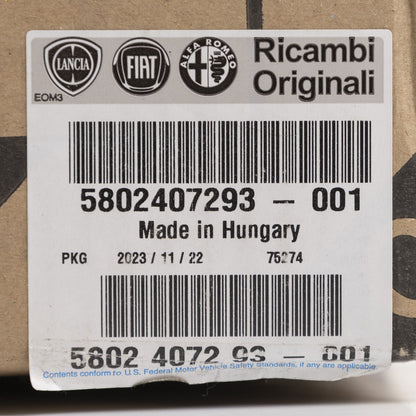 LANCIA FIAT ALFA ROMEO Ricambi
EOM3 Originali
5802407293 - 001
Made in Hungary
PKG 2023/11/22 75274
5802 4072 93 - 001
Contents conform to U.S. Federal Motor Vehicle Safety Standards, if any are applicable.